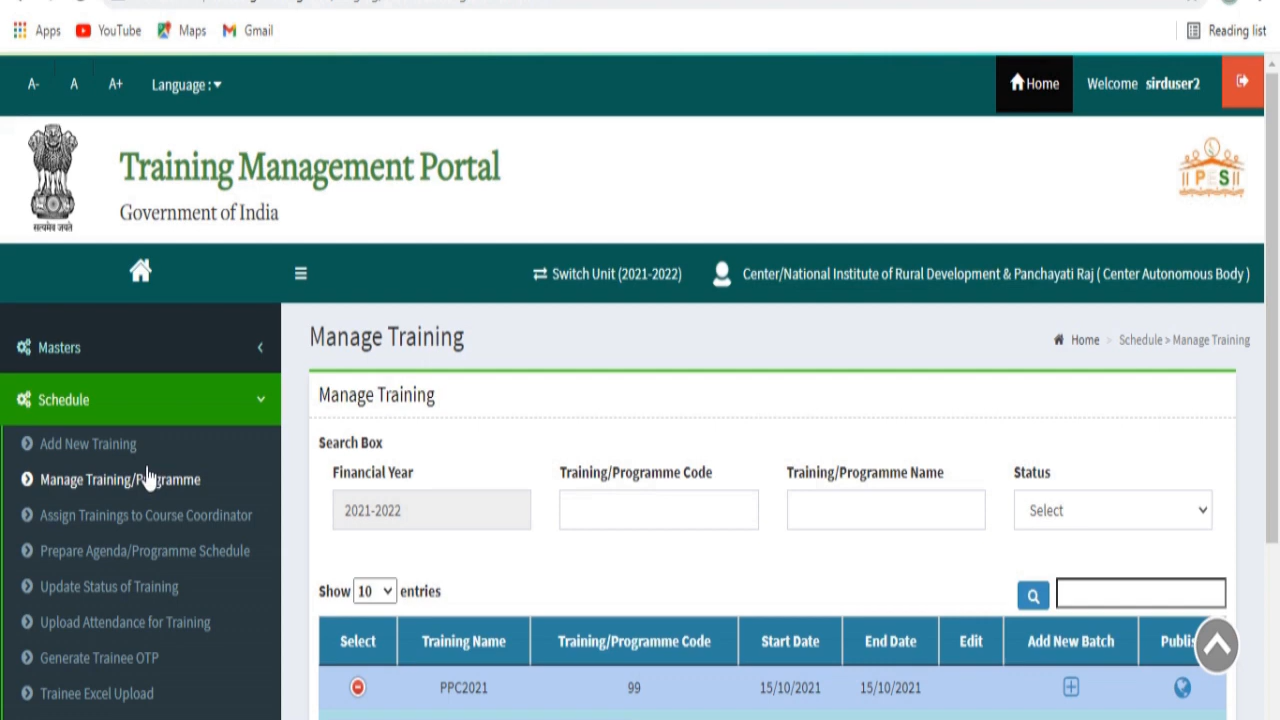 Apps YouTube Maps Gmail Reading list
A- A A+ Language : Home Welcome sirduser2
Training Management Portal
Government of India
सत्यमेव जयते
Switch Unit (2021-2022) Center/National Institute of Rural Development & Panchayati Raj ( Center Autonomous Body )
Masters
Manage Training
Home > Schedule > Manage Training
Schedule
Manage Training
Add New Training
Search Box
Manage Training/Programme
Financial Year Training/Programme Code Training/Programme Name Status
Assign Trainings to Course Coordinator
2021-2022 Select
Prepare Agenda/Programme Schedule
Update Status of Training
Show 10 entries
Upload Attendance for Training
Select Training Name Training/Programme Code Start Date End Date Edit Add New Batch Publis
Generate Trainee OTP
Trainee Excel Upload
PPC2021 99 15/10/2021 15/10/2021